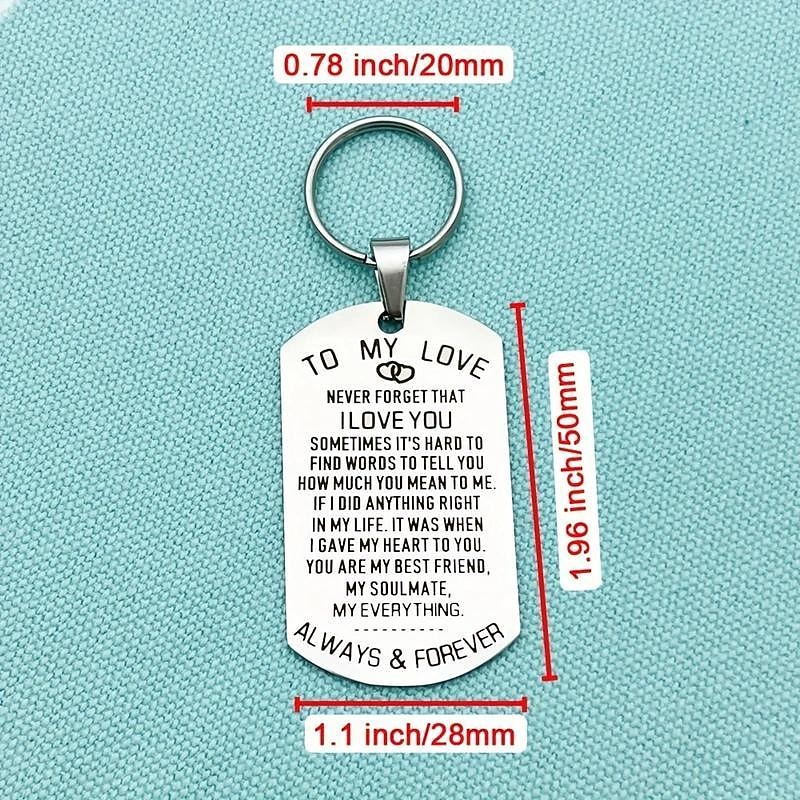 0.78 inch/20mm
TO MY LOVE
NEVER FORGET THAT
I LOVE YOU
SOMETIMES IT'S HARD TO
FIND WORDS TO TELL YOU
HOW MUCH YOU MEAN TO ME.
IF I DID ANYTHING RIGHT
IN MY LIFE. IT WAS WHEN
I GAVE MY HEART TO YOU.
YOU ARE MY BEST FRIEND,
MY SOULMATE,
MY EVERYTHING.
----------
ALWAYS & FOREVER
1.96 inch/50mm
1.1 inch/28mm